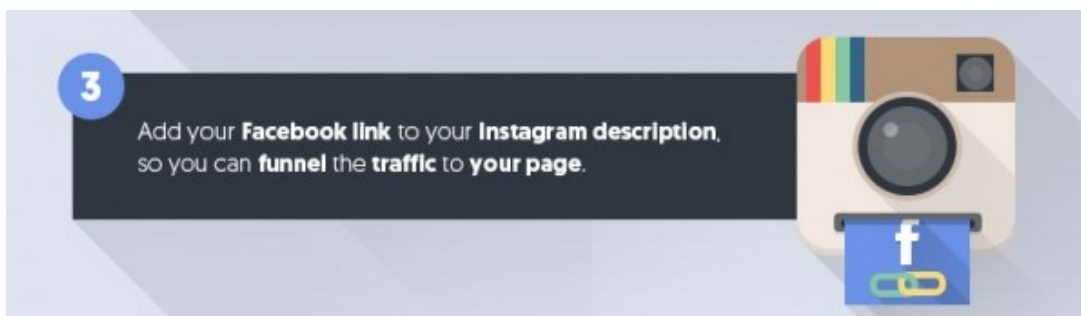 3
Add your Facebook link to your Instagram description,
so you can funnel the traffic to your page.
f